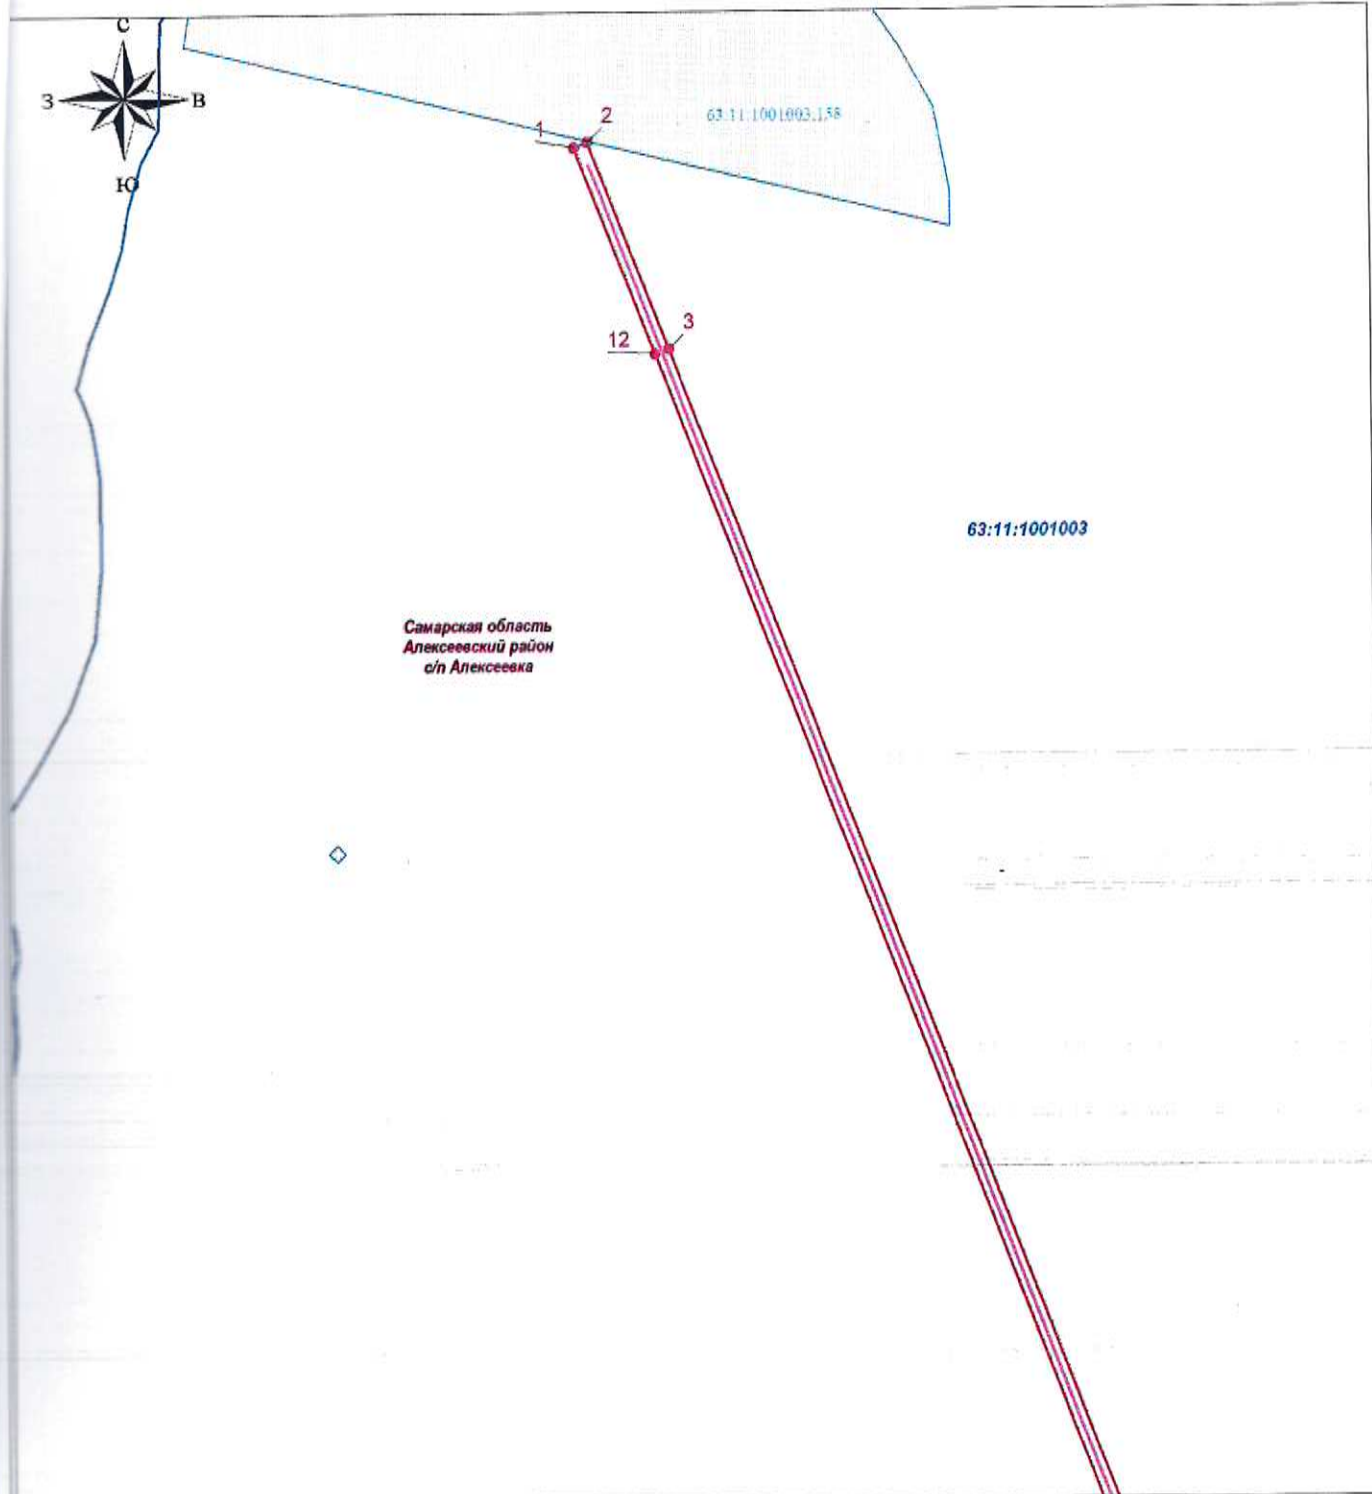 С
З
В
Ю
1
2
63:11:1001003:158
12
3
63:11:1001003
Самарская область
Алексеевский район
с/п Алексеевка